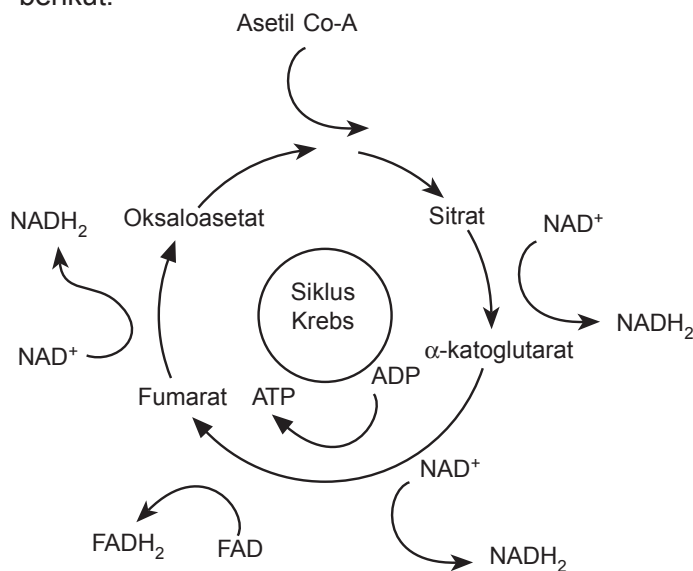 berikut.
Asetil Co-A
Oksaloasetat
Sitrat
NADH₂
NAD⁺
Siklus
Krebs
NADH₂
NAD⁺
α-katoglutarat
ADP
Fumarat
ATP
NAD⁺
FADH₂
FAD
NADH₂